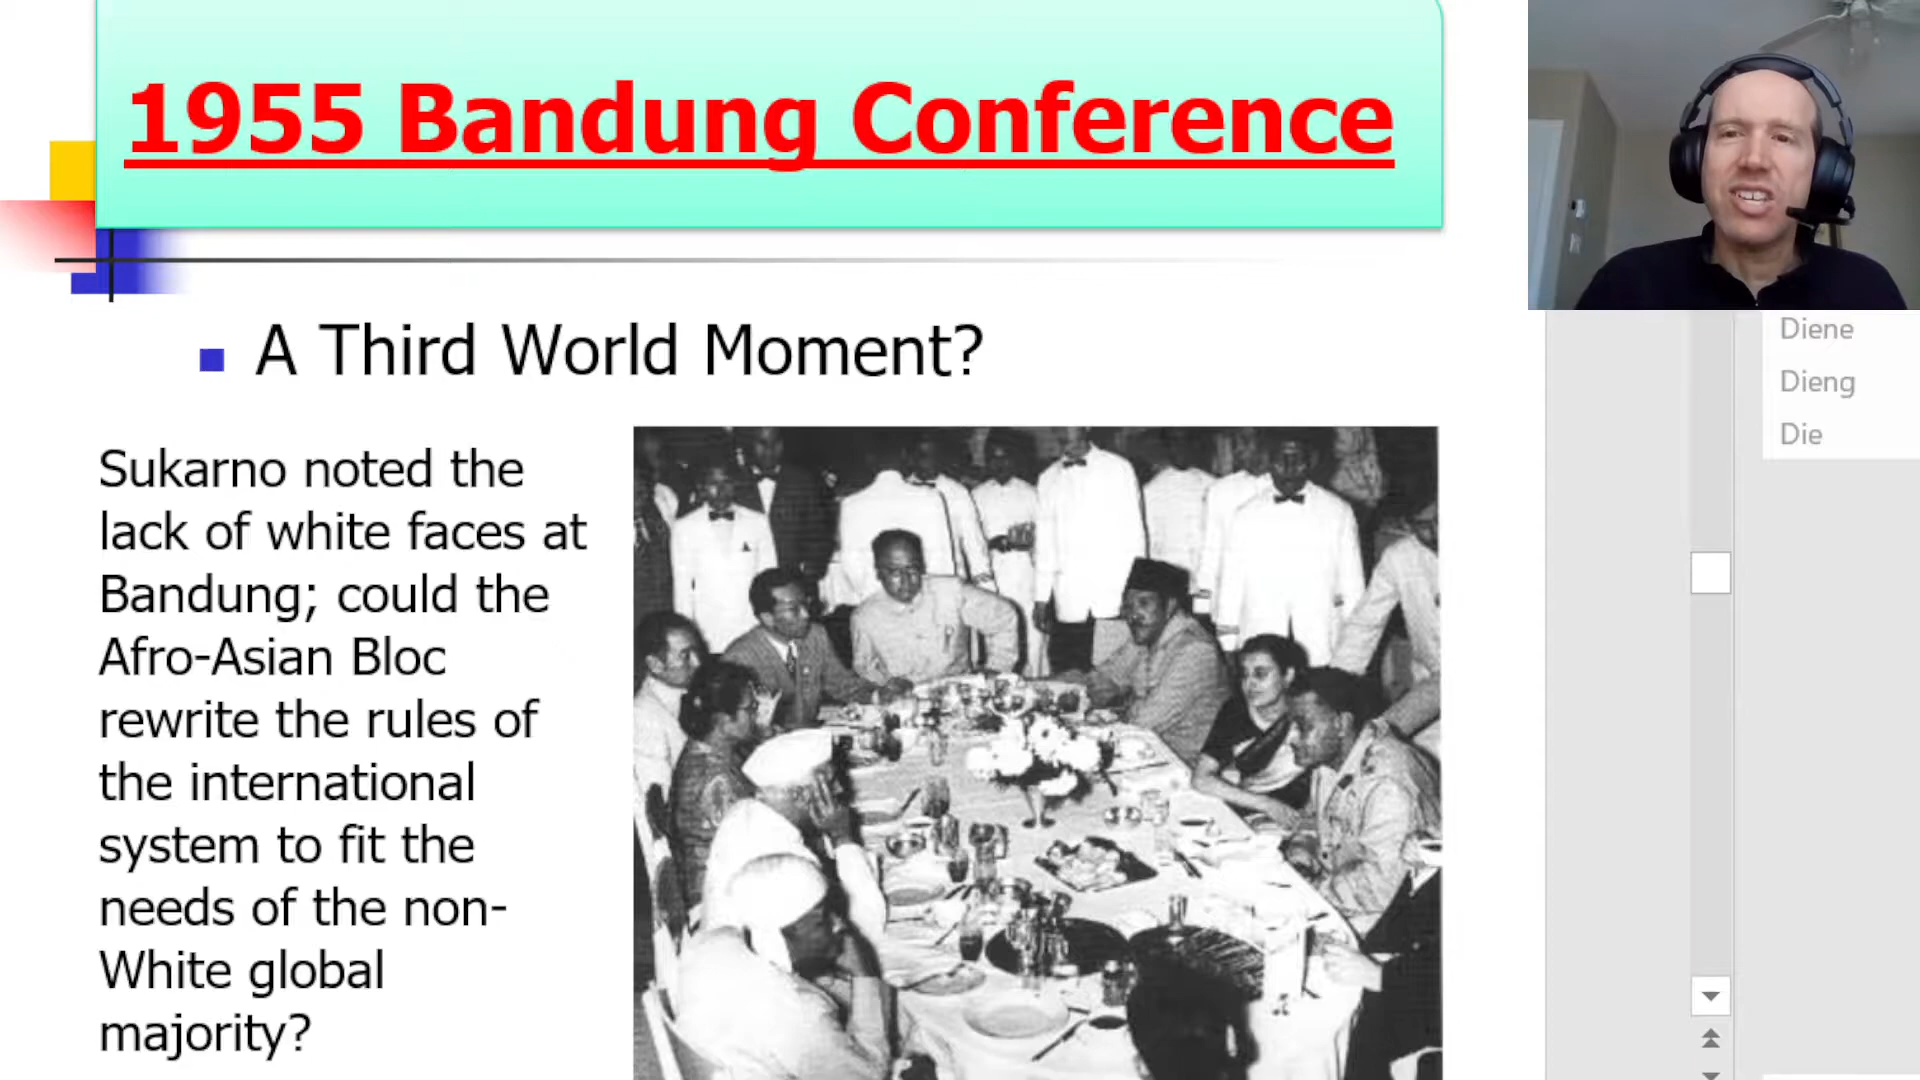 1955 Bandung Conference
A Third World Moment?
Sukarno noted the
lack of white faces at
Bandung; could the
Afro-Asian Bloc
rewrite the rules of
the international
system to fit the
needs of the non-
White global
majority?
Diene
Dieng
Die